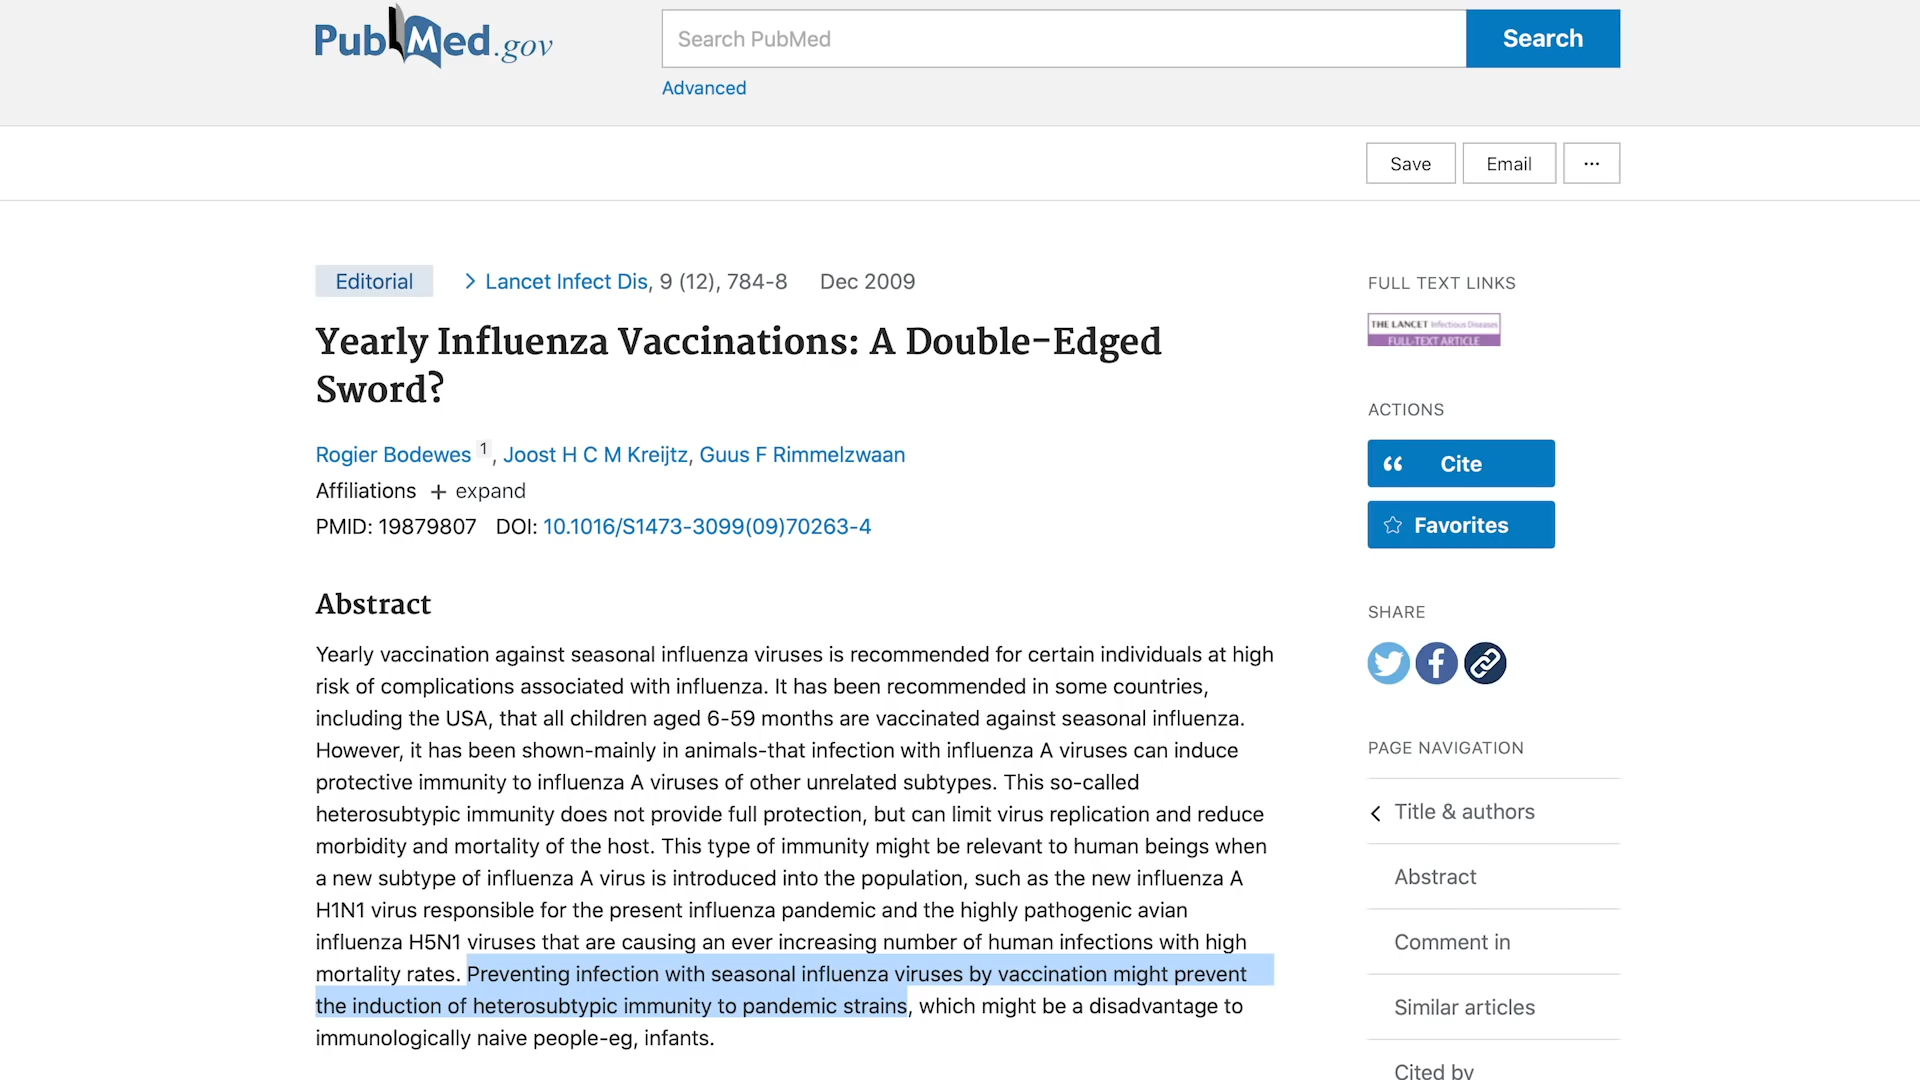 PubMed.gov
Search PubMed
Search
Advanced
Save
Email
...
Editorial
Lancet Infect Dis, 9 (12), 784-8 Dec 2009
Yearly Influenza Vaccinations: A Double-Edged
Sword?
Rogier Bodewes 1, Joost H C M Kreijtz, Guus F Rimmelzwaan
Affiliations + expand
PMID: 19879807 DOI: 10.1016/S1473-3099(09)70263-4
Abstract
Yearly vaccination against seasonal influenza viruses is recommended for certain individuals at high
risk of complications associated with influenza. It has been recommended in some countries,
including the USA, that all children aged 6-59 months are vaccinated against seasonal influenza.
However, it has been shown-mainly in animals-that infection with influenza A viruses can induce
protective immunity to influenza A viruses of other unrelated subtypes. This so-called
heterosubtypic immunity does not provide full protection, but can limit virus replication and reduce
morbidity and mortality of the host. This type of immunity might be relevant to human beings when
a new subtype of influenza A virus is introduced into the population, such as the new influenza A
H1N1 virus responsible for the present influenza pandemic and the highly pathogenic avian
influenza H5N1 viruses that are causing an ever increasing number of human infections with high
mortality rates. Preventing infection with seasonal influenza viruses by vaccination might prevent
the induction of heterosubtypic immunity to pandemic strains, which might be a disadvantage to
immunologically naive people-eg, infants.
FULL TEXT LINKS
THE LANCET Infectious Diseases
FULL-TEXT ARTICLE
ACTIONS
Cite
Favorites
SHARE
PAGE NAVIGATION
Title & authors
Abstract
Comment in
Similar articles
Cited by